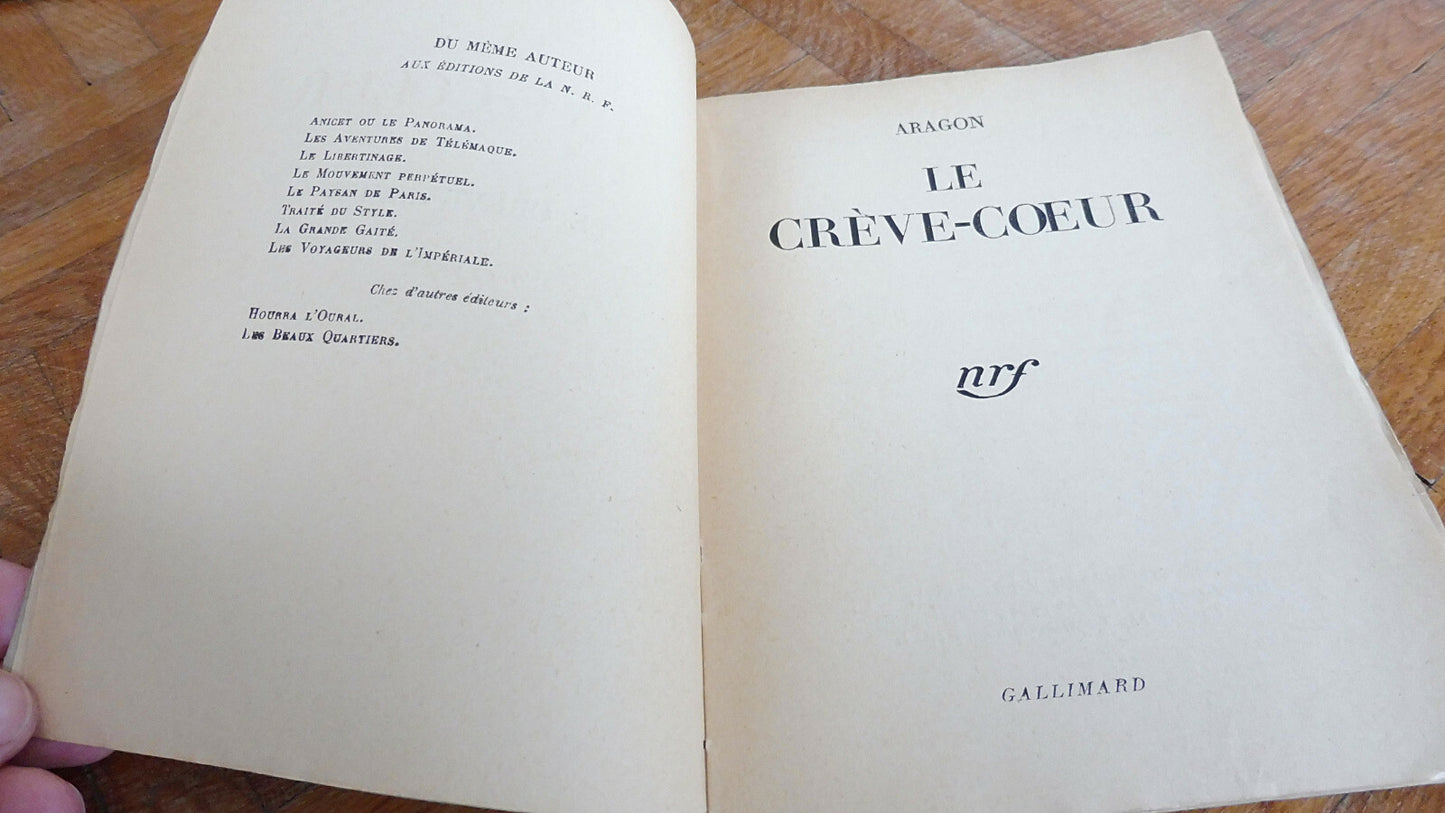 DU MÊME AUTEUR
AUX ÉDITIONS DE LA N. R. F.
ANICET OU LE PANORAMA.
LES AVENTURES DE TÉLÉMAQUE.
LE LIBERTINAGE.
LE MOUVEMENT PERPÉTUEL.
LE PAYSAN DE PARIS.
TRAITÉ DU STYLE.
LA GRANDE GAITÉ.
LES VOYAGEURS DE L'IMPÉRIALE.
Chez d'autres éditeurs :
HOURRA L'OURAL.
LES BEAUX QUARTIERS.
ARAGON
LE
CRÈVE-CŒUR
nrf
GALLIMARD